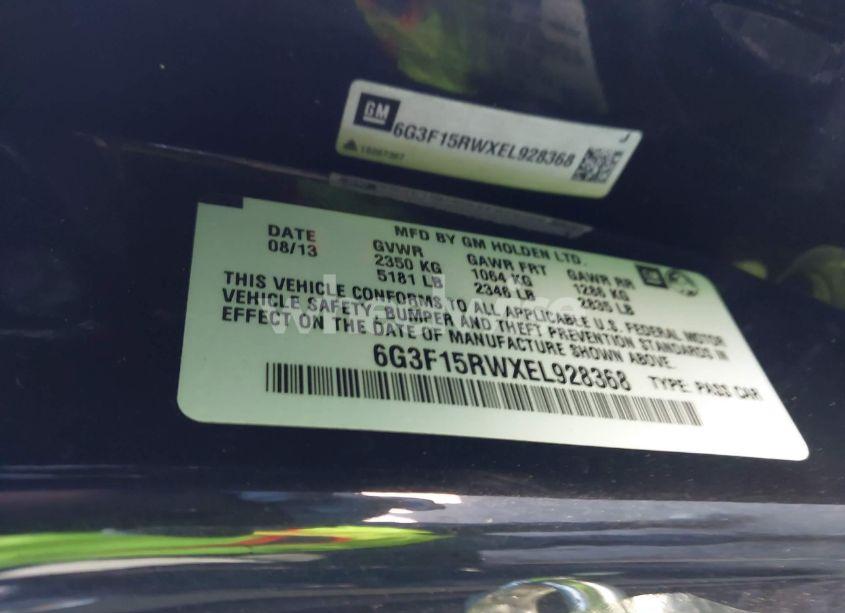 GM
6G3F15RWXEL928368
J
DATE
08/13
MFD BY GM HOLDEN LTD.
GVWR GAWR FRT GAWR RR
2350 KG 1064 KG 1286 KG
5181 LB 2346 LB 2835 LB
THIS VEHICLE CONFORMS TO ALL APPLICABLE U.S. FEDERAL MOTOR
VEHICLE SAFETY, BUMPER AND THEFT PREVENTION STANDARDS IN
EFFECT ON THE DATE OF MANUFACTURE SHOWN ABOVE.
6G3F15RWXEL928368 TYPE: PASS CAR